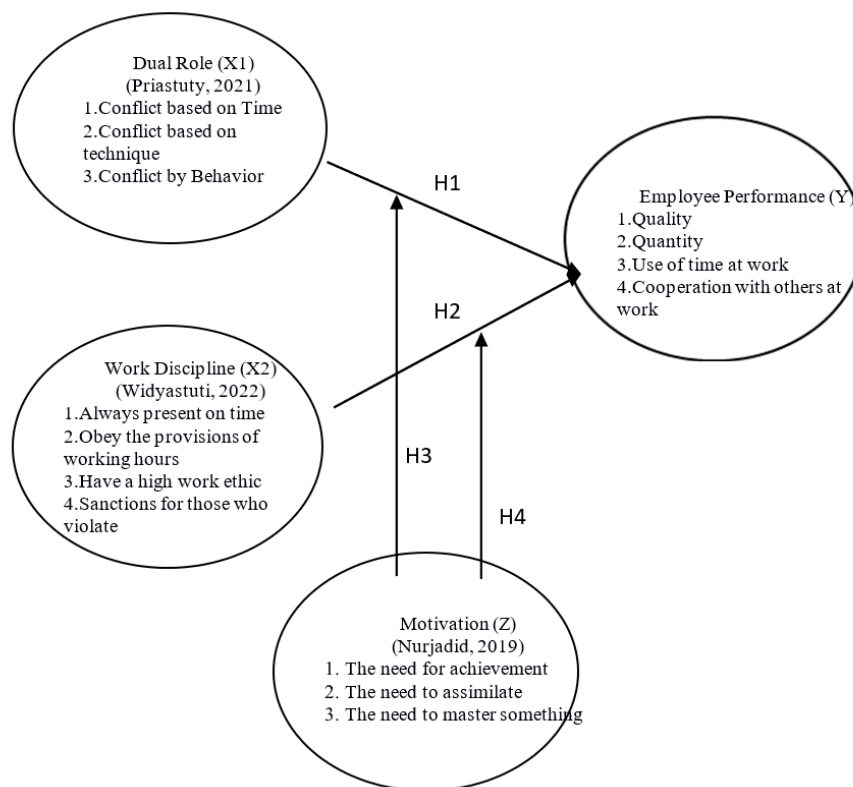 Dual Role (X1)
(Priastuty, 2021)
1.Conflict based on Time
2.Conflict based on
technique
3.Conflict by Behavior
H1
Employee Performance (Y)
1.Quality
2.Quantity
3.Use of time at work
4.Cooperation with others at
work
H2
Work Discipline (X2)
(Widyastuti, 2022)
1.Always present on time
2.Obey the provisions of
working hours
3.Have a high work ethic
4.Sanctions for those who
violate
H3
H4
Motivation (Z)
(Nurjadid, 2019)
1. The need for achievement
2. The need to assimilate
3. The need to master something